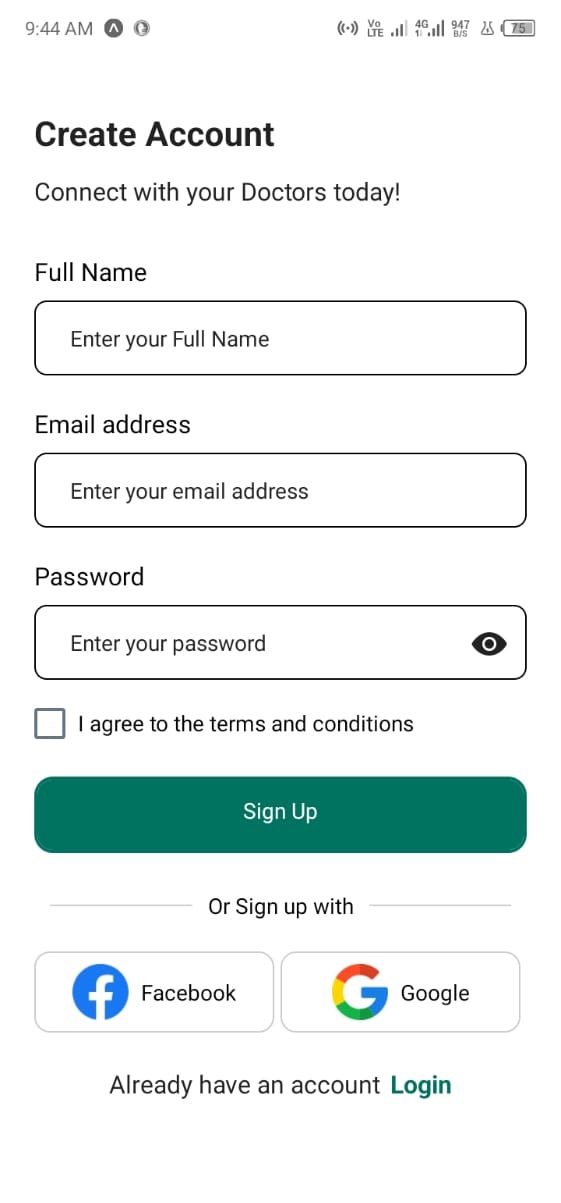 9:44 AM Vo LTE 4G 947 B/S 75
Create Account
Connect with your Doctors today!
Full Name
Enter your Full Name
Email address
Enter your email address
Password
Enter your password
I agree to the terms and conditions
Sign Up
Or Sign up with
Facebook Google
Already have an account Login